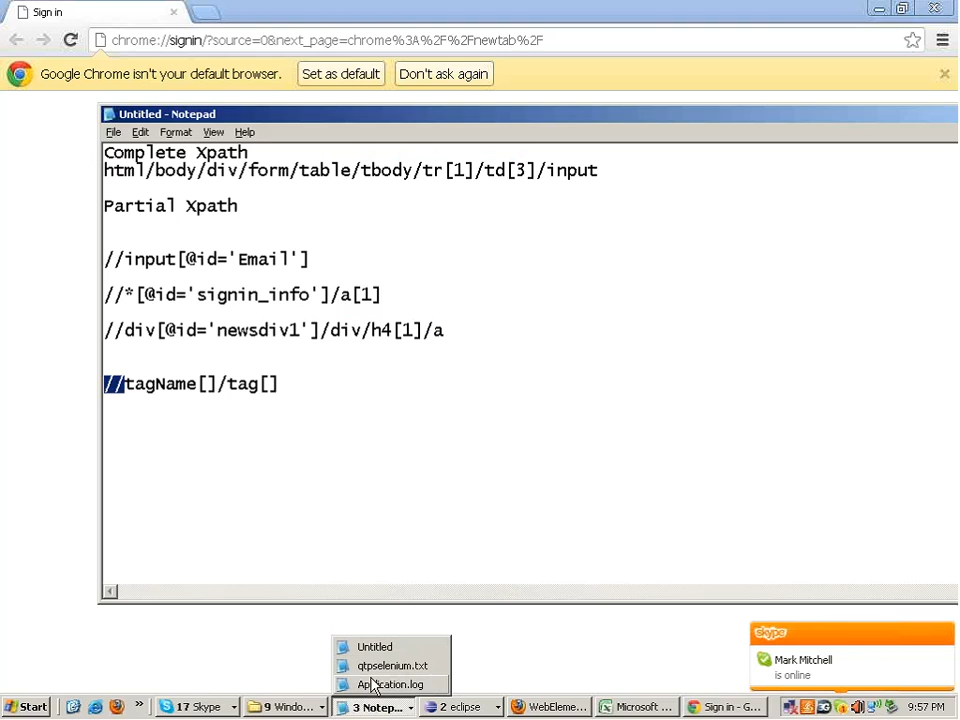 Sign in
chrome://signin/?source=0&next_page=chrome%3A%2F%2Fnewtab%2F
Google Chrome isn't your default browser.
Set as default
Don't ask again
Untitled - Notepad
File Edit Format View Help
Complete Xpath
html/body/div/form/table/tbody/tr[1]/td[3]/input
Partial Xpath
//input[@id='Email']
//*[@id='signin_info']/a[1]
//div[@id='newsdiv1']/div/h4[1]/a
//tagName[]/tag[]
Untitled
qtpselenium.txt
Application.log
skype
Mark Mitchell
is online
Start
17 Skype
9 Windo...
3 Notep...
2 eclipse
WebEleme...
Microsoft ...
Sign in - G...
9:57 PM